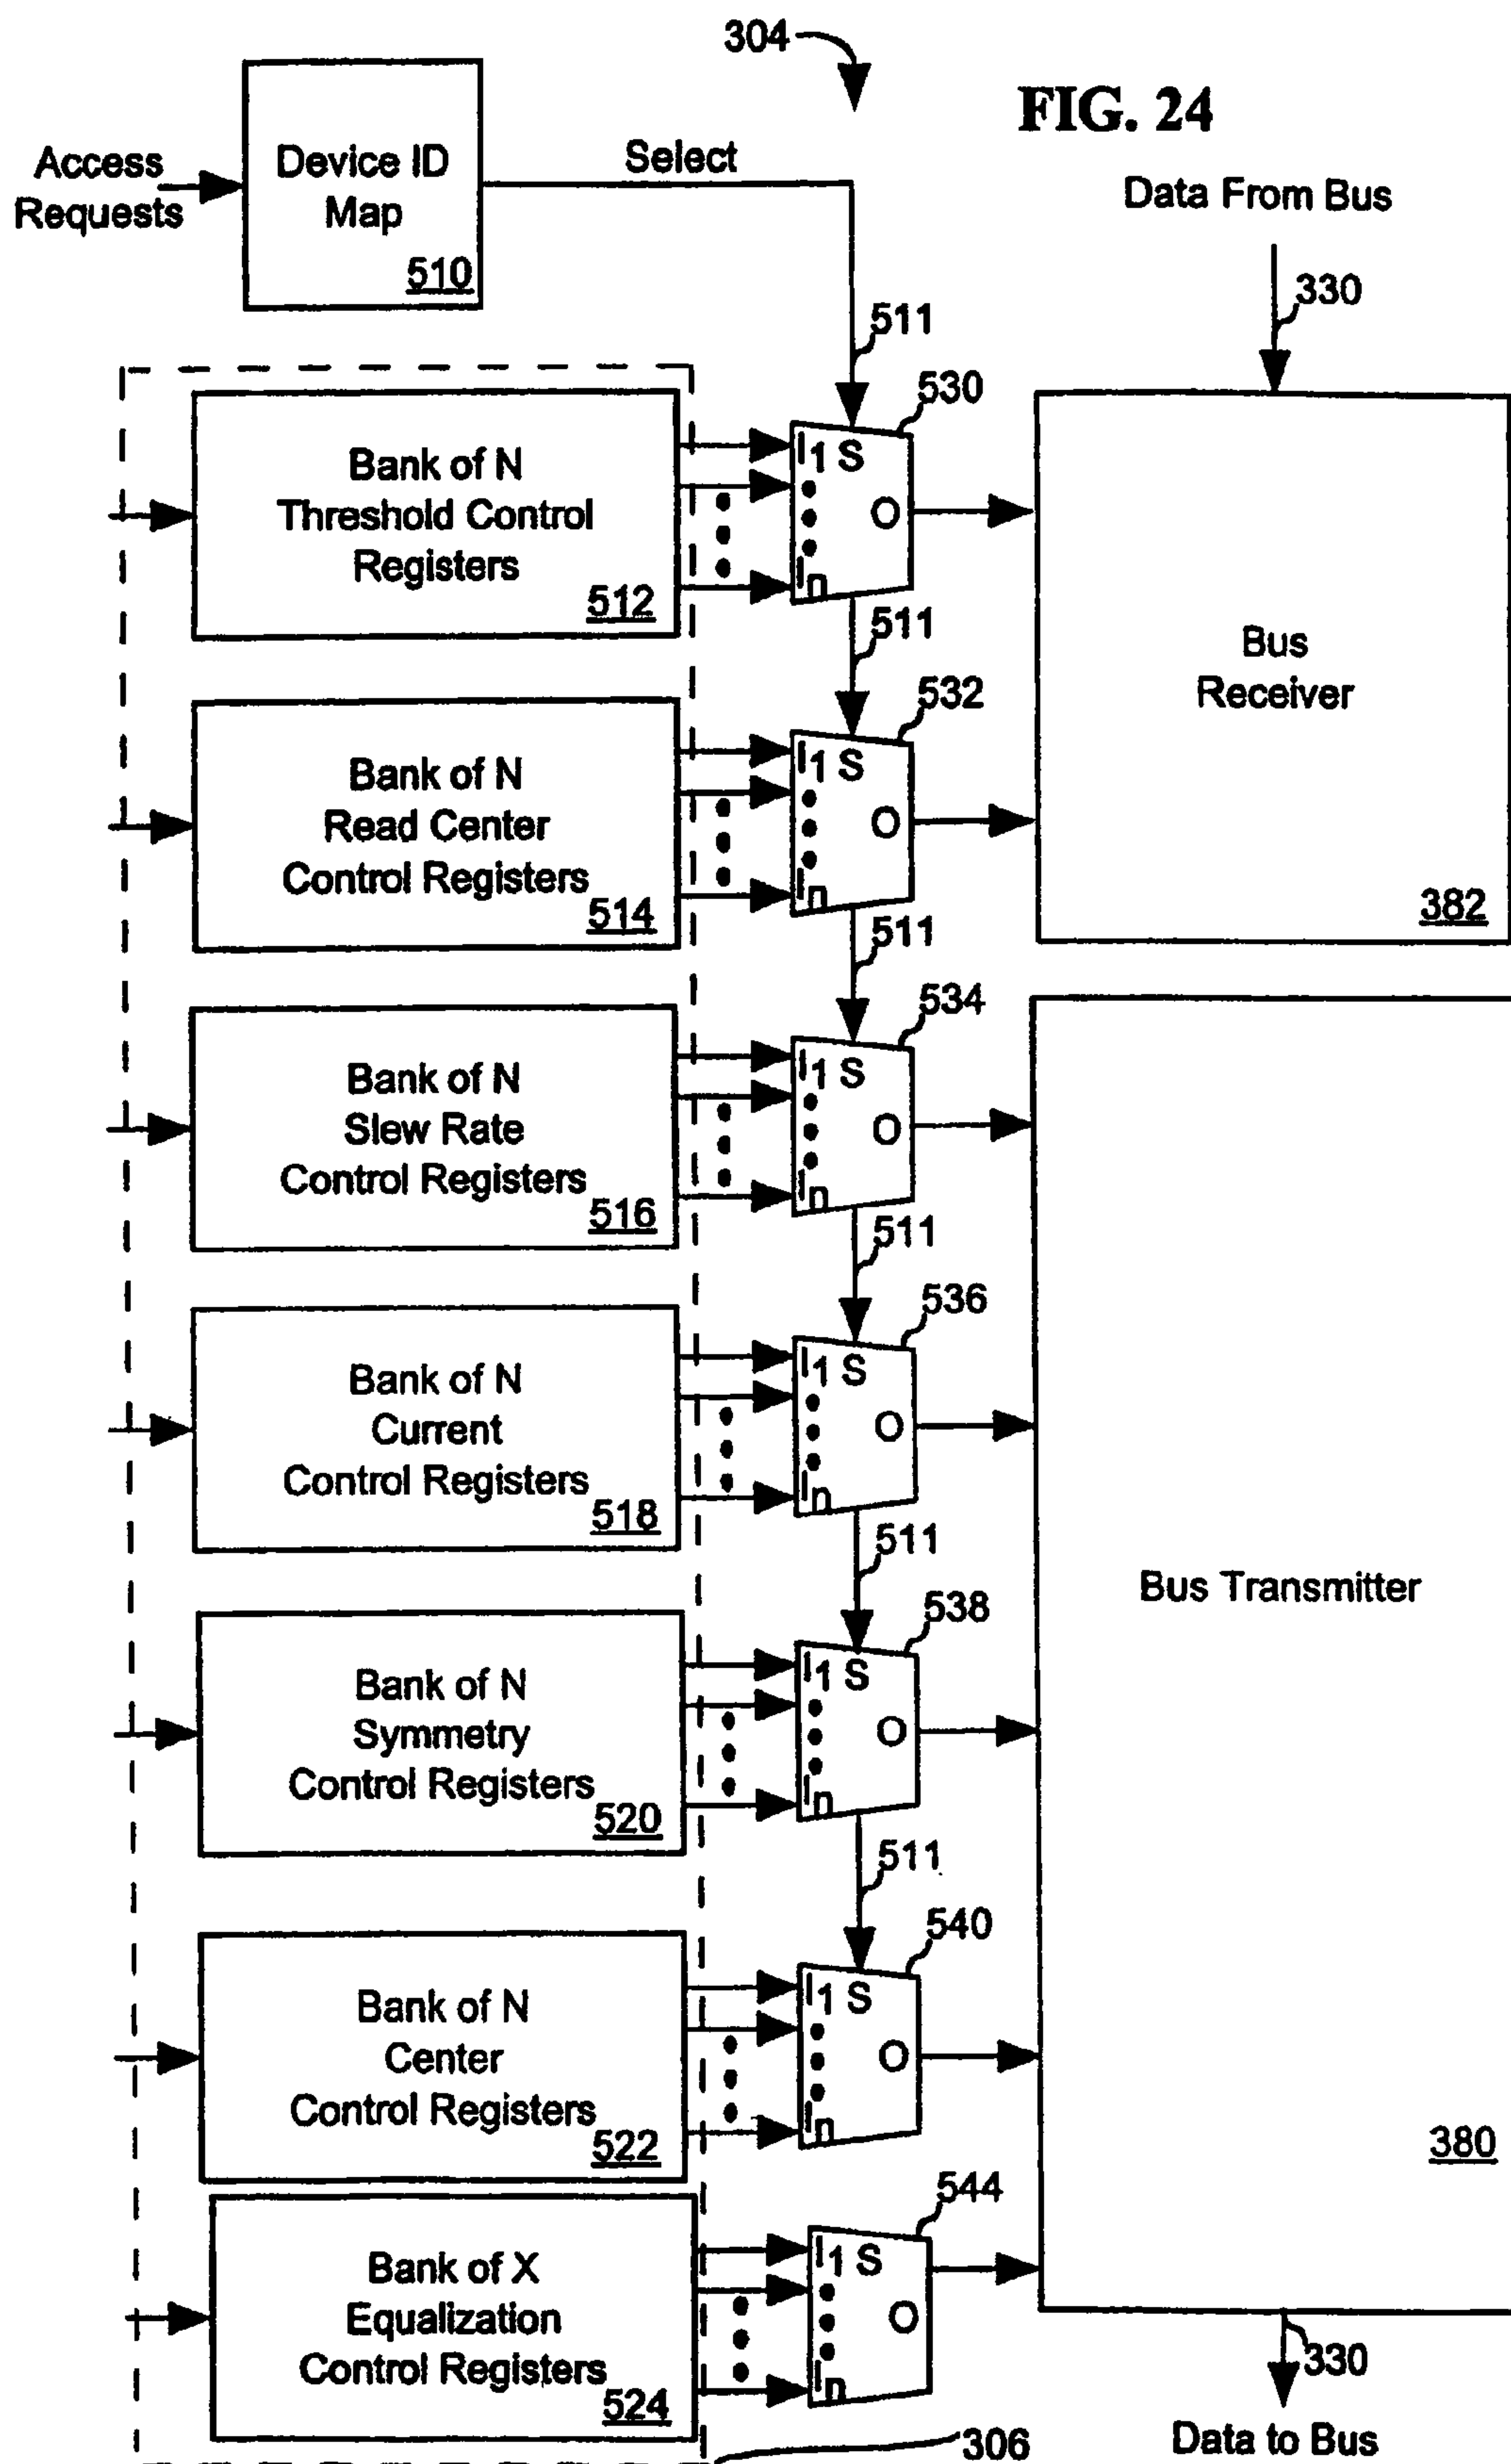 304
FIG. 24
Access
Requests
Device ID
Map
510
Select
Data From Bus
330
511
Bank of N
Threshold Control
Registers
512
I1 S
O
In
530
Bus
Receiver
382
511
Bank of N
Read Center
Control Registers
514
I1 S
O
In
532
511
Bank of N
Slew Rate
Control Registers
516
I1 S
O
In
534
511
Bank of N
Current
Control Registers
518
I1 S
O
In
536
Bus Transmitter
380
511
Bank of N
Symmetry
Control Registers
520
I1 S
O
In
538
511
Bank of N
Center
Control Registers
522
I1 S
O
In
540
Bank of X
Equalization
Control Registers
524
I1 S
O
In
544
330
306
Data to Bus